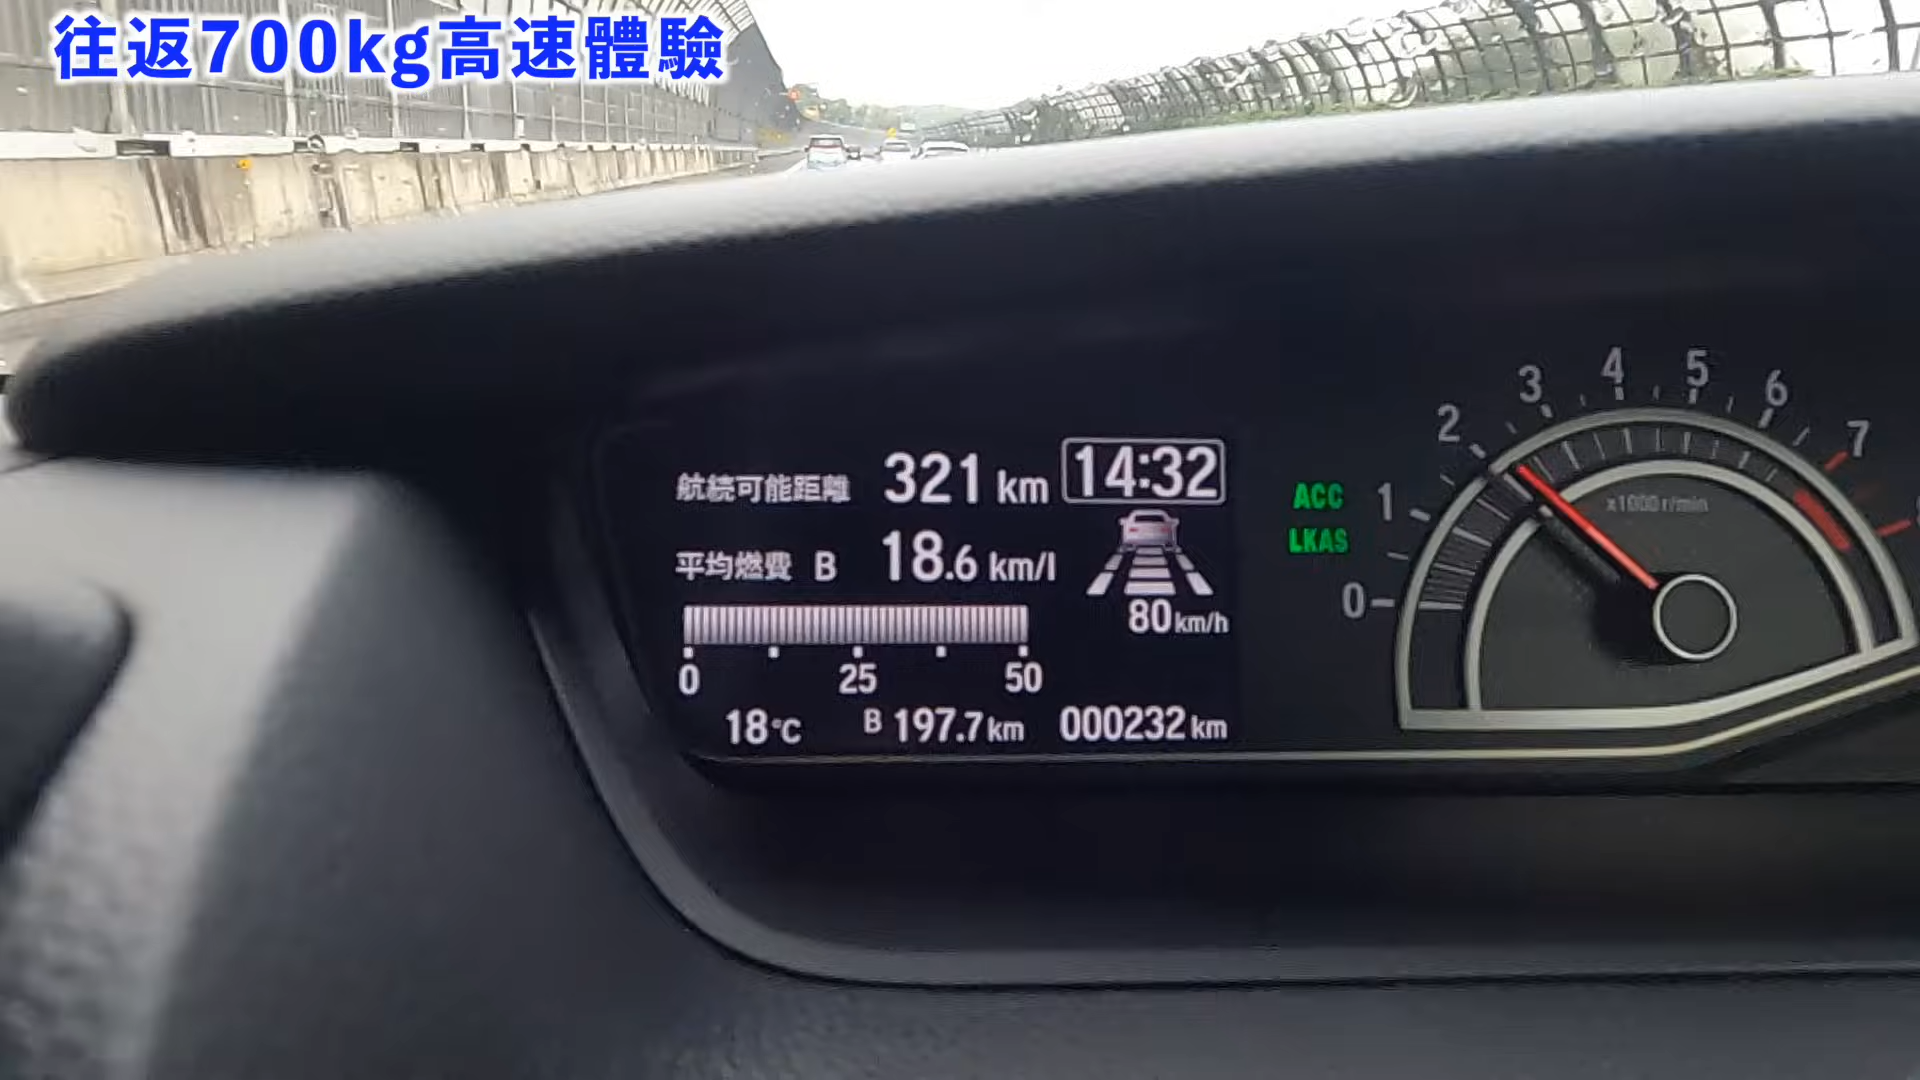 往返700kg高速體驗
航続可能距離 321 km 14:32
平均燃費 B 18.6 km/l
80km/h
0 25 50
18℃ B 197.7km 000232km
ACC
LKAS
0 1 2 3 4 5 6 7
x1000 r/min